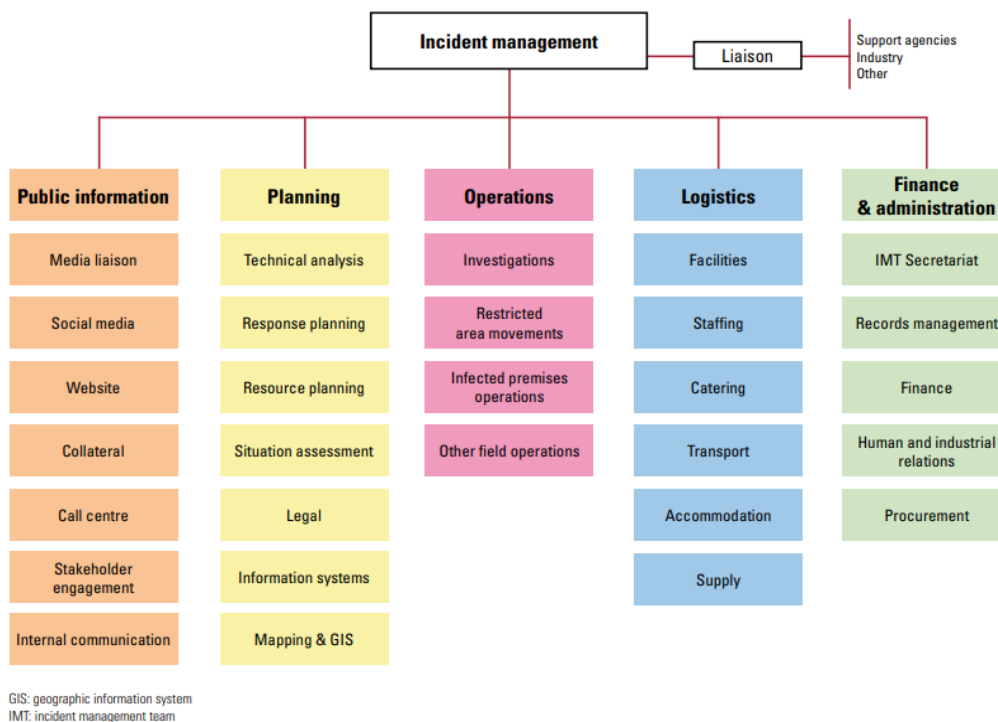 Incident management
Liaison
Support agencies
Industry
Other
Public information
Media liaison
Social media
Website
Collateral
Call centre
Stakeholder
engagement
Internal communication
Planning
Technical analysis
Response planning
Resource planning
Situation assessment
Legal
Information systems
Mapping & GIS
Operations
Investigations
Restricted
area movements
Infected premises
operations
Other field operations
Logistics
Facilities
Staffing
Catering
Transport
Accommodation
Supply
Finance
& administration
IMT Secretariat
Records management
Finance
Human and industrial
relations
Procurement
GIS: geographic information system
IMT: incident management team